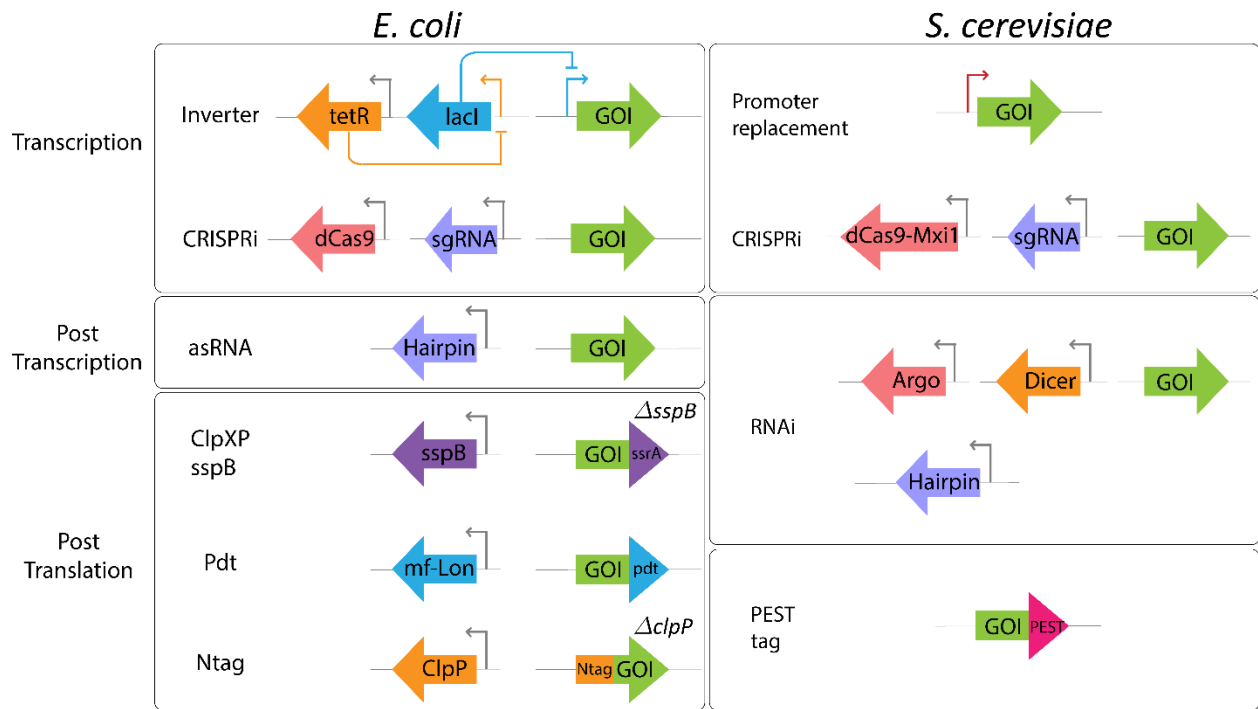 E. coli
S. cerevisiae
Transcription
Inverter
tetR
lacI
GOI
CRISPRi
dCas9
sgRNA
GOI
Promoter
replacement
GOI
CRISPRi
dCas9-Mxi1
sgRNA
GOI
Post
Transcription
asRNA
Hairpin
GOI
RNAi
Argo
Dicer
GOI
Hairpin
Post
Translation
ClpXP
sspB
sspB
ΔsspB
GOI
ssrA
Pdt
mf-Lon
GOI
pdt
Ntag
ClpP
ΔclpP
Ntag
GOI
PEST
tag
GOI
PEST